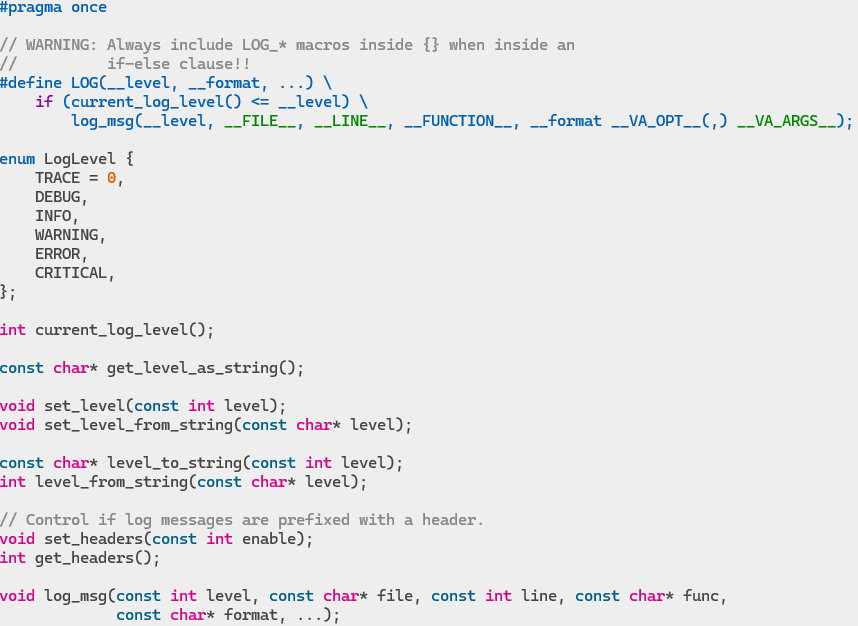 #pragma once
// WARNING: Always include LOG_* macros inside {} when inside an
//          if-else clause!!
#define LOG(__level, __format, ...) \
    if (current_log_level() <= __level) \
        log_msg(__level, __FILE__, __LINE__, __FUNCTION__, __format __VA_OPT__(,) __VA_ARGS__);
enum LogLevel {
    TRACE = 0,
    DEBUG,
    INFO,
    WARNING,
    ERROR,
    CRITICAL,
};
int current_log_level();
const char* get_level_as_string();
void set_level(const int level);
void set_level_from_string(const char* level);
const char* level_to_string(const int level);
int level_from_string(const char* level);
// Control if log messages are prefixed with a header.
void set_headers(const int enable);
int get_headers();
void log_msg(const int level, const char* file, const int line, const char* func,
             const char* format, ...);